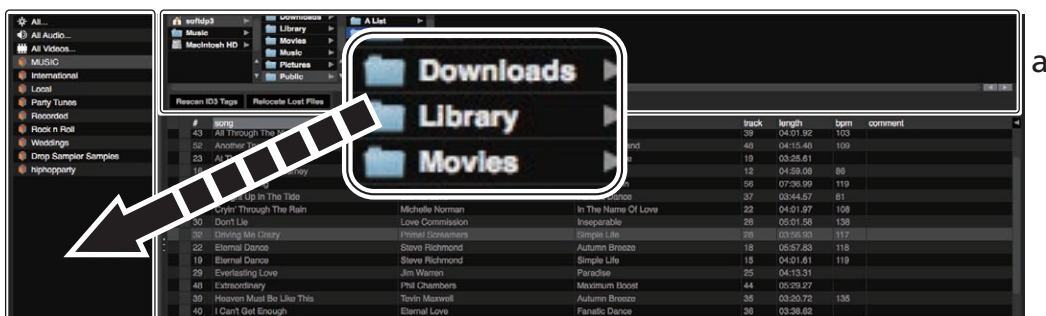 All...
All Audio...
All Videos...
MUSIC
International
Local
Party Tunes
Recorded
Rock n Roll
Weddings
Drop Sampler Samples
hiphopparty
softdp3
Music
Macintosh HD
Downloads
Library
Movies
Music
Pictures
Public
A List
Rescan ID3 Tags Relocate Lost Files
Downloads
Library
Movies
a
# song track length bpm comment
43 All Through The 39 04:01.92 103
52 Another 48 04:15.48 109
23 19 03:25.61
12 04:59.08 86
56 07:36.99 119
Up In The Tide 37 03:44.57 81
Cryin' Through The Rain Michelle Norman In The Name Of Love 22 04:01.97 108
30 Don't Lie Love Commission Inseparable 26 05:01.58 138
32 Driving Me Crazy Primal Screamers Simple Life 28 03:56.93 117
22 Eternal Dance Steve Richmond Autumn Breeze 18 05:57.83 118
19 Eternal Dance Steve Richmond Simple Life 15 04:01.61 119
29 Everlasting Love Jim Warren Paradise 25 04:13.31
48 Extraordinary Phil Chambers Maximum Boost 44 05:29.27
39 Heaven Must Be Like This Tevin Maxwell Autumn Breeze 35 03:20.72 135
40 I Can't Get Enough Eternal Love Fanatic Dance 36 03:38.62